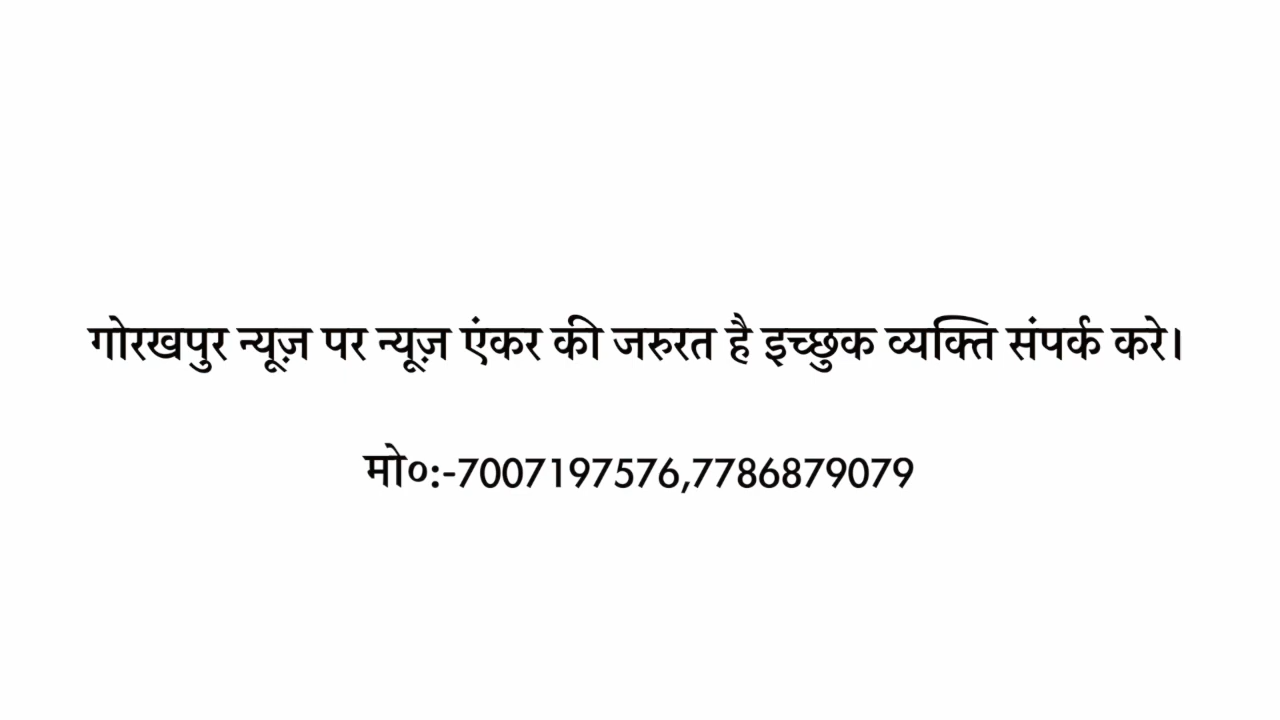 गोरखपुर न्यूज़ पर न्यूज़ एंकर की जरुरत है इच्छुक व्यक्ति संपर्क करे।
मो०:-7007197576,7786879079